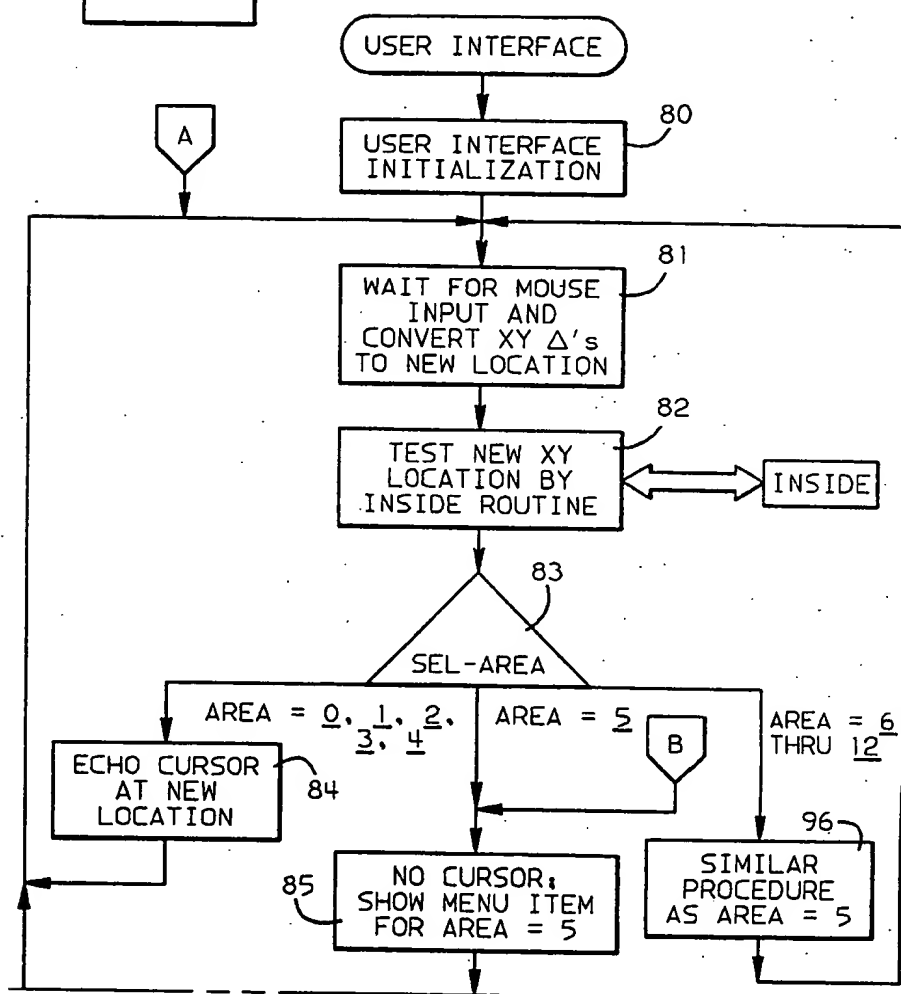 USER INTERFACE
80
USER INTERFACE
INITIALIZATION
A
81
WAIT FOR MOUSE
INPUT AND
CONVERT XY Δ's
TO NEW LOCATION
82
TEST NEW XY
LOCATION BY
INSIDE ROUTINE
INSIDE
83
SEL-AREA
AREA = 0, 1, 2,
3, 4
AREA = 5
B
AREA = 6
THRU 12
ECHO CURSOR
AT NEW
LOCATION
84
85
NO CURSOR;
SHOW MENU ITEM
FOR AREA = 5
96
SIMILAR
PROCEDURE
AS AREA = 5